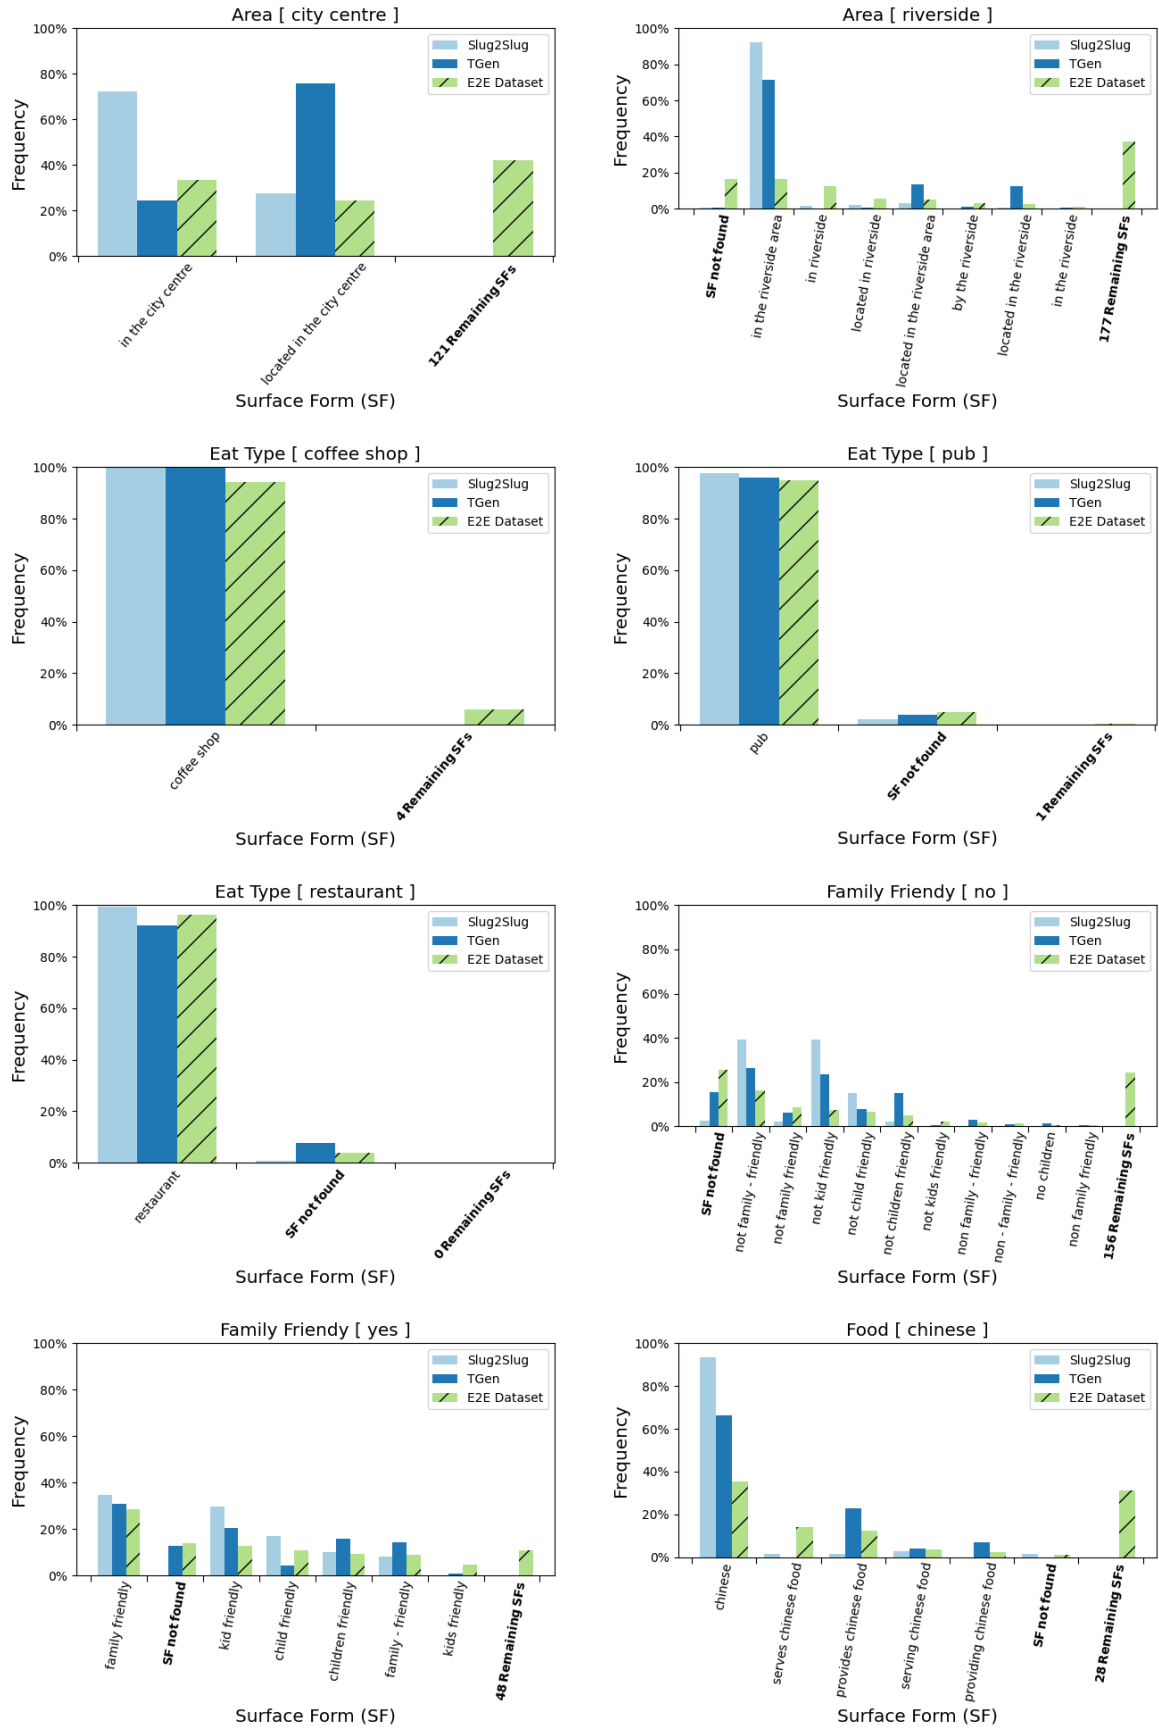 Area [ city centre ]
100%
80%
60%
40%
20%
0%
Frequency
Slug2Slug
TGen
E2E Dataset
in the city centre
located in the city centre
121 Remaining SFs
Surface Form (SF)
Area [ riverside ]
100%
80%
60%
40%
20%
0%
Frequency
Slug2Slug
TGen
E2E Dataset
SF not found
in the riverside area
in riverside
located in riverside
located in the riverside area
by the riverside
located in the riverside
in the riverside
177 Remaining SFs
Surface Form (SF)
Eat Type [ coffee shop ]
100%
80%
60%
40%
20%
0%
Frequency
Slug2Slug
TGen
E2E Dataset
coffee shop
4 Remaining SFs
Surface Form (SF)
Eat Type [ pub ]
100%
80%
60%
40%
20%
0%
Frequency
Slug2Slug
TGen
E2E Dataset
pub
SF not found
1 Remaining SFs
Surface Form (SF)
Eat Type [ restaurant ]
100%
80%
60%
40%
20%
0%
Frequency
Slug2Slug
TGen
E2E Dataset
restaurant
SF not found
0 Remaining SFs
Surface Form (SF)
Family Friendy [ no ]
100%
80%
60%
40%
20%
0%
Frequency
Slug2Slug
TGen
E2E Dataset
SF not found
not family - friendly
not family friendly
not kid friendly
not child friendly
not children friendly
not kids friendly
non family - friendly
non - family - friendly
no children
non family friendly
156 Remaining SFs
Surface Form (SF)
Family Friendy [ yes ]
100%
80%
60%
40%
20%
0%
Frequency
Slug2Slug
TGen
E2E Dataset
family friendly
SF not found
kid friendly
child friendly
children friendly
family - friendly
kids friendly
48 Remaining SFs
Surface Form (SF)
Food [ chinese ]
100%
80%
60%
40%
20%
0%
Frequency
Slug2Slug
TGen
E2E Dataset
chinese
serves chinese food
provides chinese food
serving chinese food
providing chinese food
SF not found
28 Remaining SFs
Surface Form (SF)